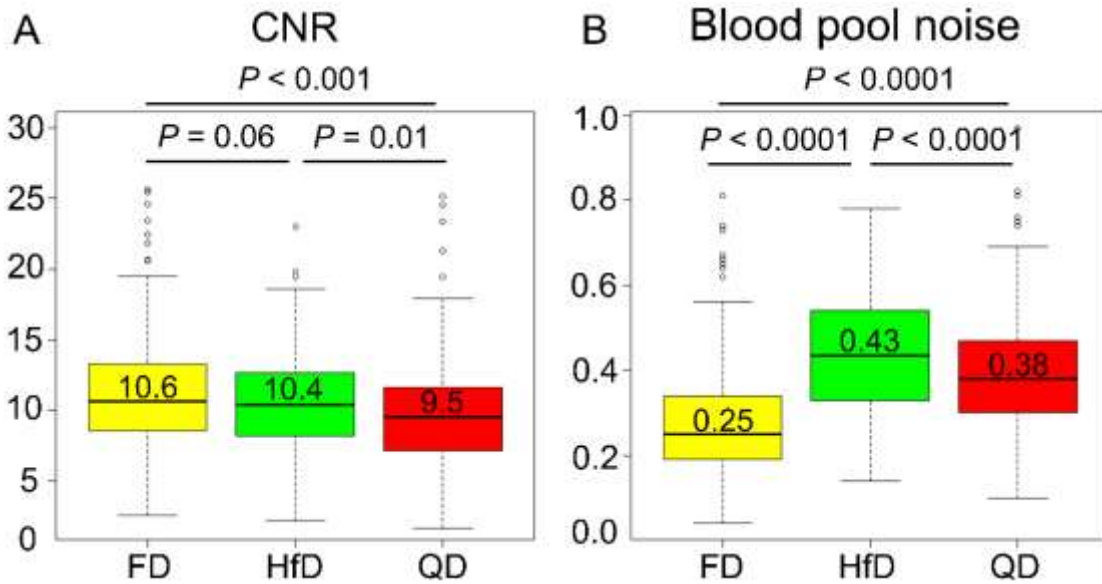 A CNR
P < 0.001
P = 0.06 P = 0.01
30
25
20
15
10
5
0
10.6 10.4 9.5
FD HfD QD
B Blood pool noise
P < 0.0001
P < 0.0001 P < 0.0001
1.0
0.8
0.6
0.4
0.2
0.0
0.25 0.43 0.38
FD HfD QD